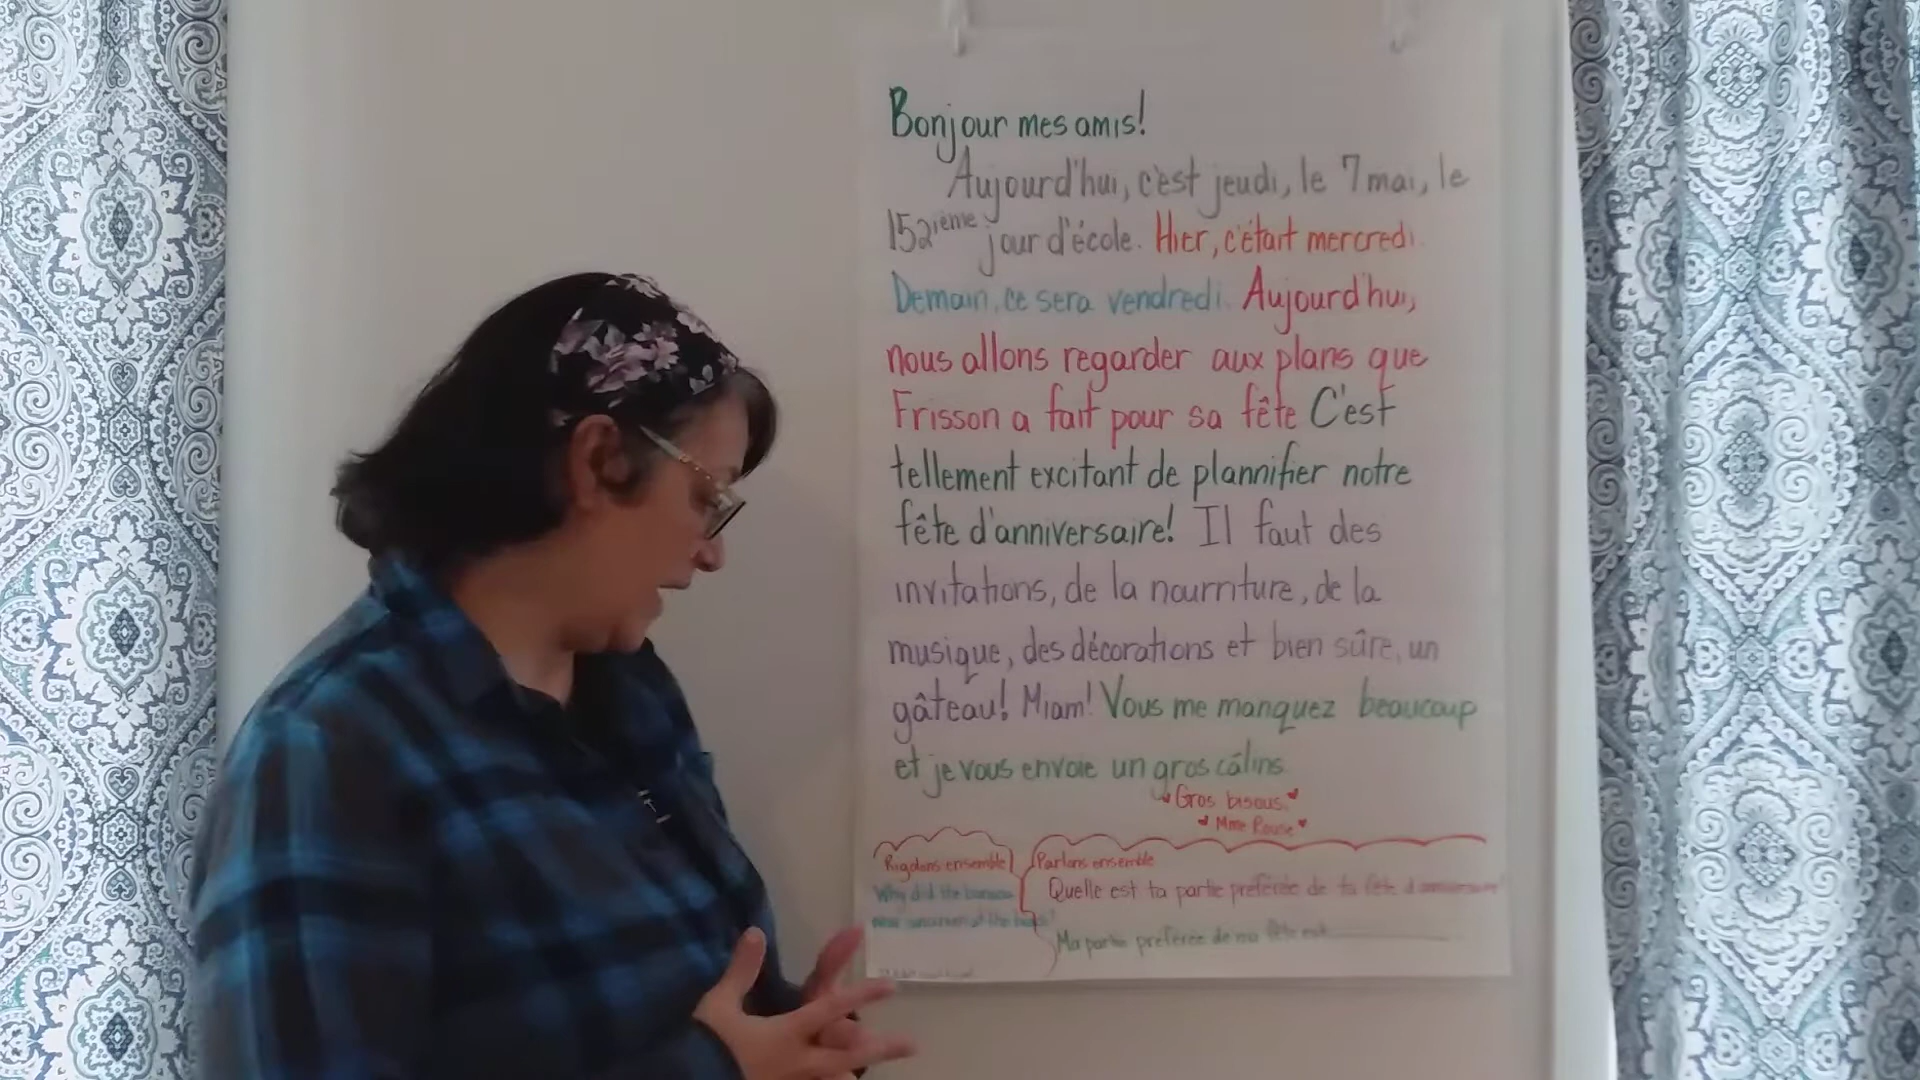 Bonjour mes amis!
Aujourd'hui, c'est jeudi, le 7 mai, le
152ième jour d'école. Hier, c'était mercredi.
Demain, ce sera vendredi. Aujourd'hui,
nous allons regarder aux plans que
Frisson a fait pour sa fête C'est
tellement excitant de plannifier notre
fête d'anniversaire! Il faut des
invitations, de la nourriture, de la
musique, des décorations et bien sûre, un
gâteau! Miam! Vous me manquez beaucoup
et je vous envoie un gros câlins.
Gros bisous,
Mme Rouse
Rigolons ensemble
Why did the banana
wear sunscreen at the
Parlons ensemble
Quelle est ta partie préférée de ta fête d'anniversaire?
Ma partie préférée de ma fête est